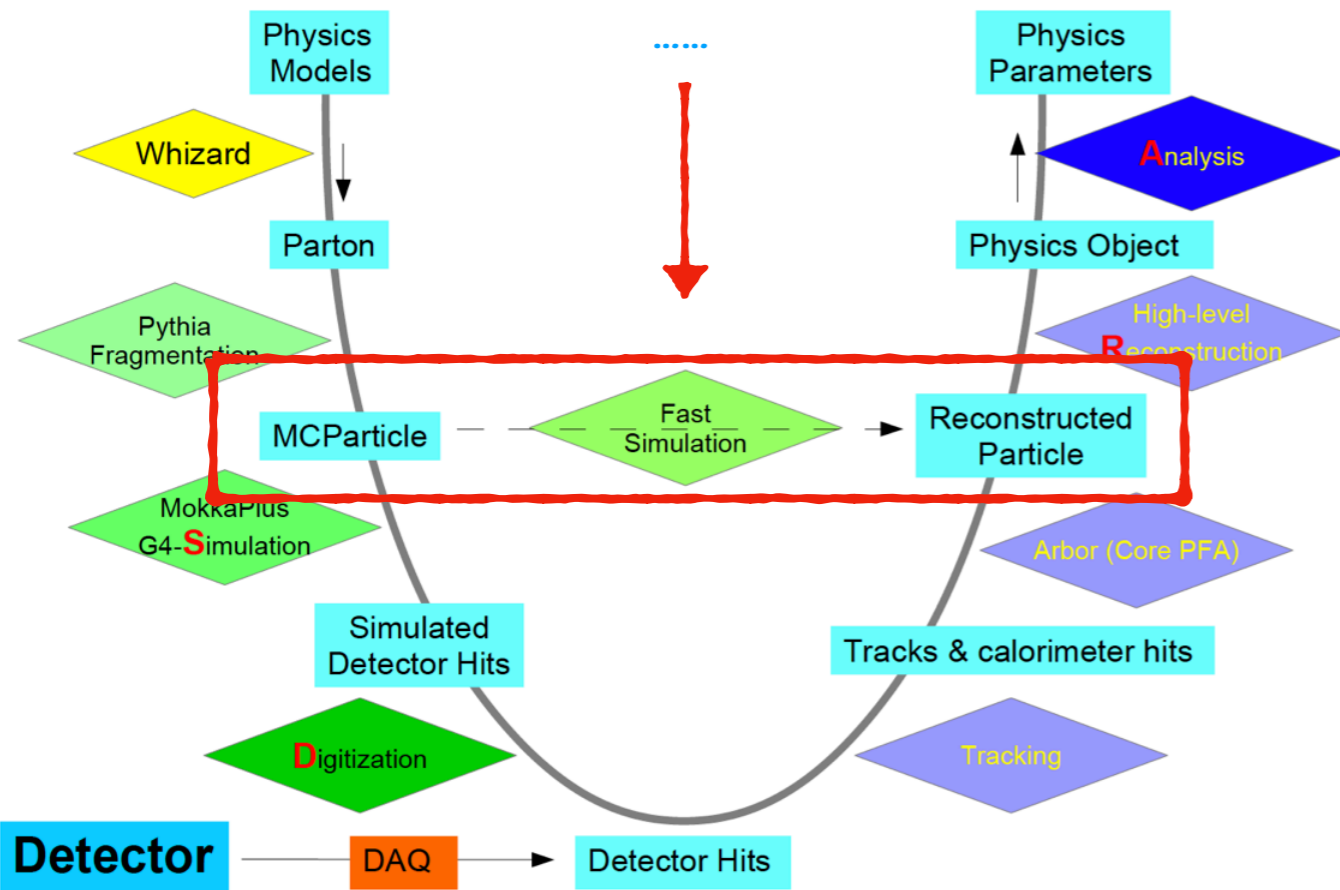 Physics
Models
......
Physics
Parameters
Whizard
Analysis
Parton
Physics Object
Pythia
Fragmentation
High-level
Reconstruction
MCParticle
Fast
Simulation
Reconstructed
Particle
MokkaPlus
G4-Simulation
Arbor (Core PFA)
Simulated
Detector Hits
Tracks & calorimeter hits
Digitization
Tracking
Detector
DAQ
Detector Hits